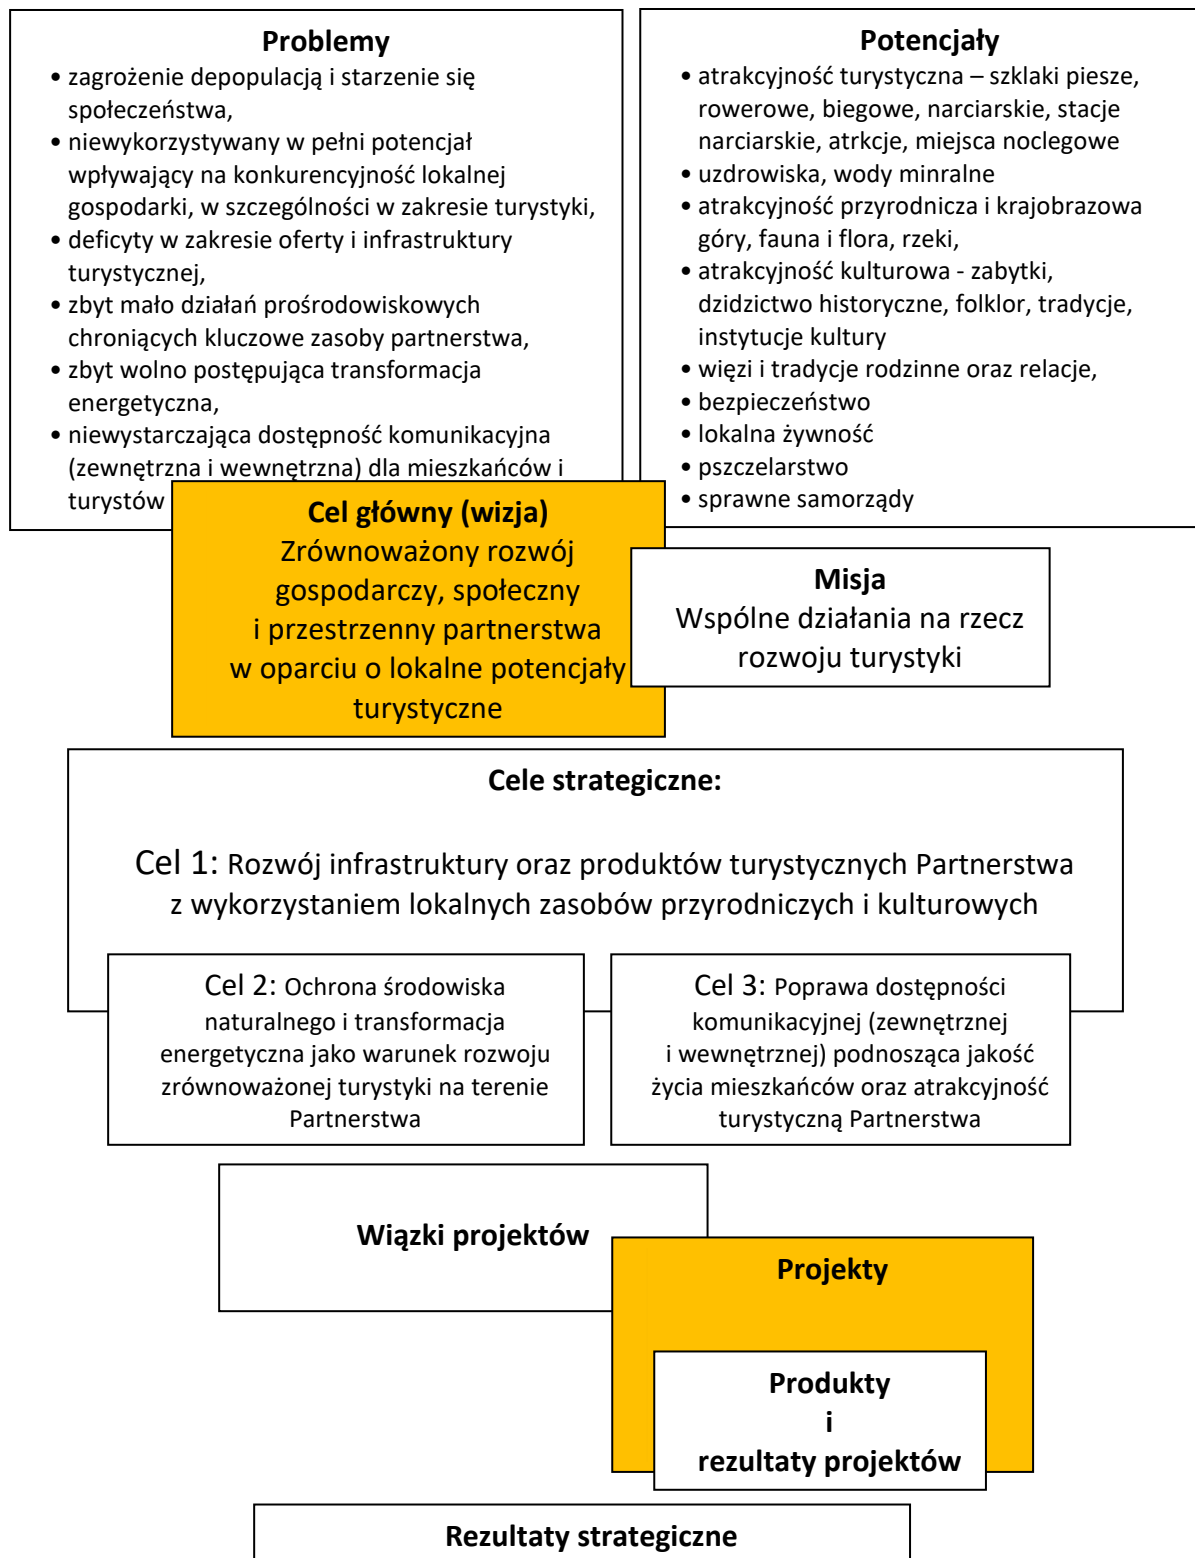 Problemy
• zagrożenie depopulacją i starzenie się
społeczeństwa,
• niewykorzystywany w pełni potencjał
wpływający na konkurencyjność lokalnej
gospodarki, w szczególności w zakresie turystyki,
• deficyty w zakresie oferty i infrastruktury
turystycznej,
• zbyt mało działań prośrodowiskowych
chroniących kluczowe zasoby partnerstwa,
• zbyt wolno postępująca transformacja
energetyczna,
• niewystarczająca dostępność komunikacyjna
(zewnętrzna i wewnętrzna) dla mieszkańców i
turystów
Potencjały
• atrakcyjność turystyczna – szklaki piesze,
rowerowe, biegowe, narciarskie, stacje
narciarskie, atrkcje, miejsca noclegowe
• uzdrowiska, wody minralne
• atrakcyjność przyrodnicza i krajobrazowa
góry, fauna i flora, rzeki,
• atrakcyjność kulturowa - zabytki,
dzidzictwo historyczne, folklor, tradycje,
instytucje kultury
• więzi i tradycje rodzinne oraz relacje,
• bezpieczeństwo
• lokalna żywność
• pszczelarstwo
• sprawne samorządy
Cel główny (wizja)
Zrównoważony rozwój
gospodarczy, społeczny
i przestrzenny partnerstwa
w oparciu o lokalne potencjały
turystyczne
Misja
Wspólne działania na rzecz
rozwoju turystyki
Cele strategiczne:
Cel 1: Rozwój infrastruktury oraz produktów turystycznych Partnerstwa
z wykorzystaniem lokalnych zasobów przyrodniczych i kulturowych
Cel 2: Ochrona środowiska
naturalnego i transformacja
energetyczna jako warunek rozwoju
zrównoważonej turystyki na terenie
Partnerstwa
Cel 3: Poprawa dostępności
komunikacyjnej (zewnętrznej
i wewnętrznej) podnosząca jakość
życia mieszkańców oraz atrakcyjność
turystyczną Partnerstwa
Wiązki projektów
Projekty
Produkty
i
rezultaty projektów
Rezultaty strategiczne